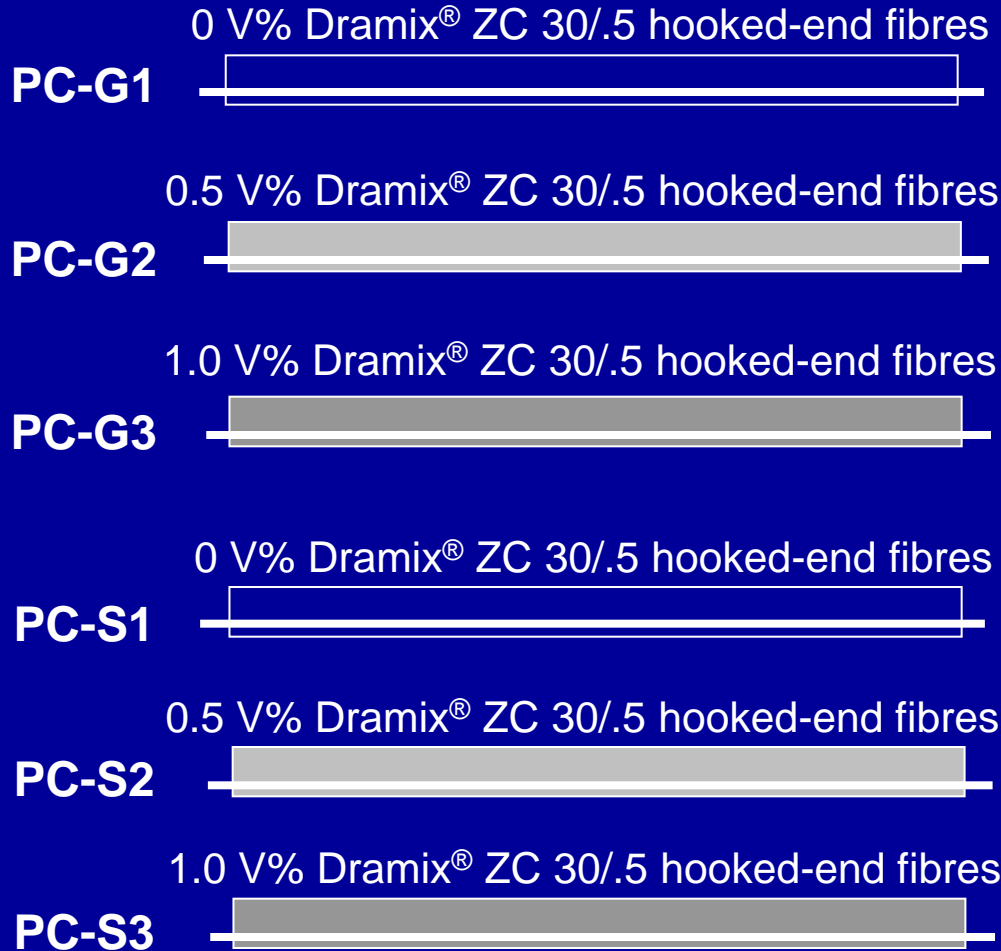 0 V% Dramix® ZC 30/.5 hooked-end fibres
PC-G1
0.5 V% Dramix® ZC 30/.5 hooked-end fibres
PC-G2
1.0 V% Dramix® ZC 30/.5 hooked-end fibres
PC-G3
0 V% Dramix® ZC 30/.5 hooked-end fibres
PC-S1
0.5 V% Dramix® ZC 30/.5 hooked-end fibres
PC-S2
1.0 V% Dramix® ZC 30/.5 hooked-end fibres
PC-S3